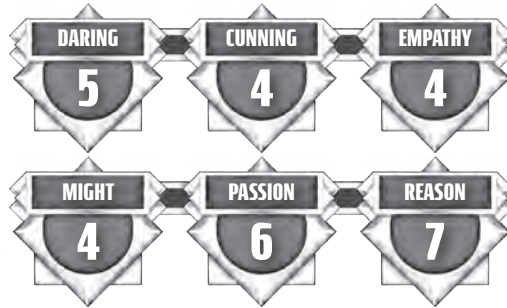 DARING CUNNING EMPATHY
5 4 4
MIGHT PASSION REASON
4 6 7